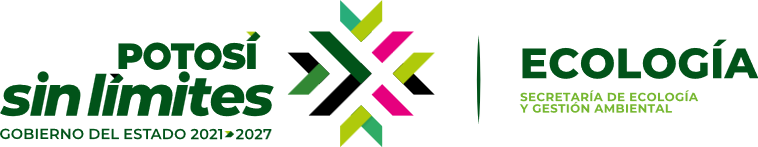 POTOSÍ
sin límites
GOBIERNO DEL ESTADO 2021 2027
ECOLOGÍA
SECRETARÍA DE ECOLOGÍA
Y GESTIÓN AMBIENTAL